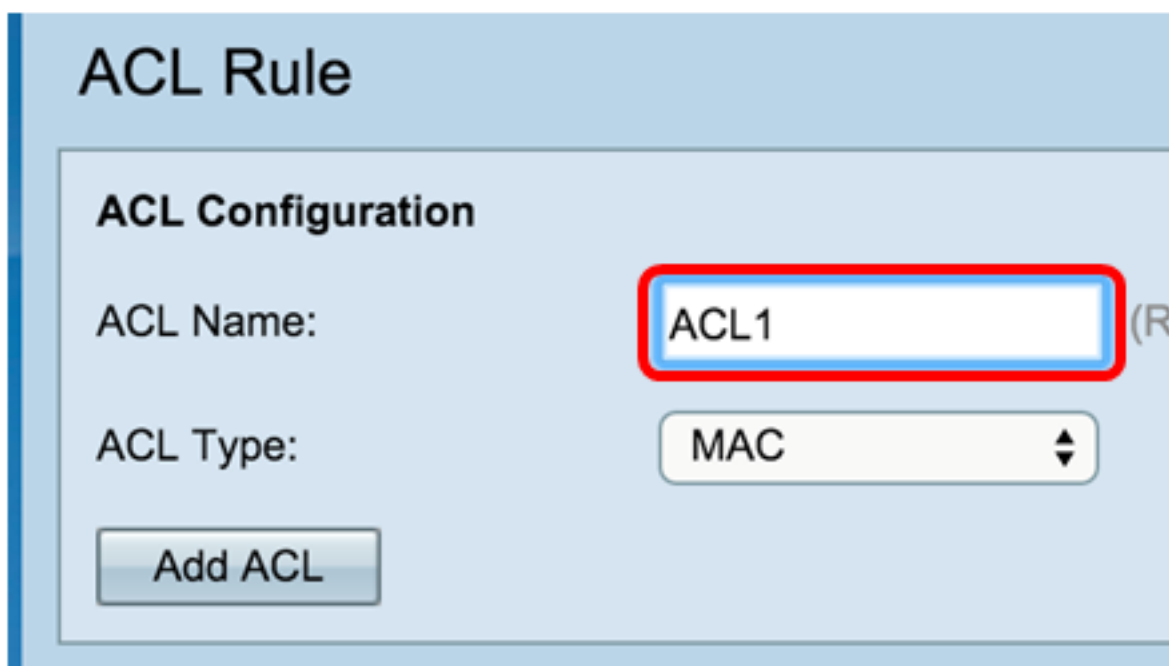 ACL Rule
ACL Configuration
ACL Name: ACL1 (R
ACL Type: MAC
Add ACL